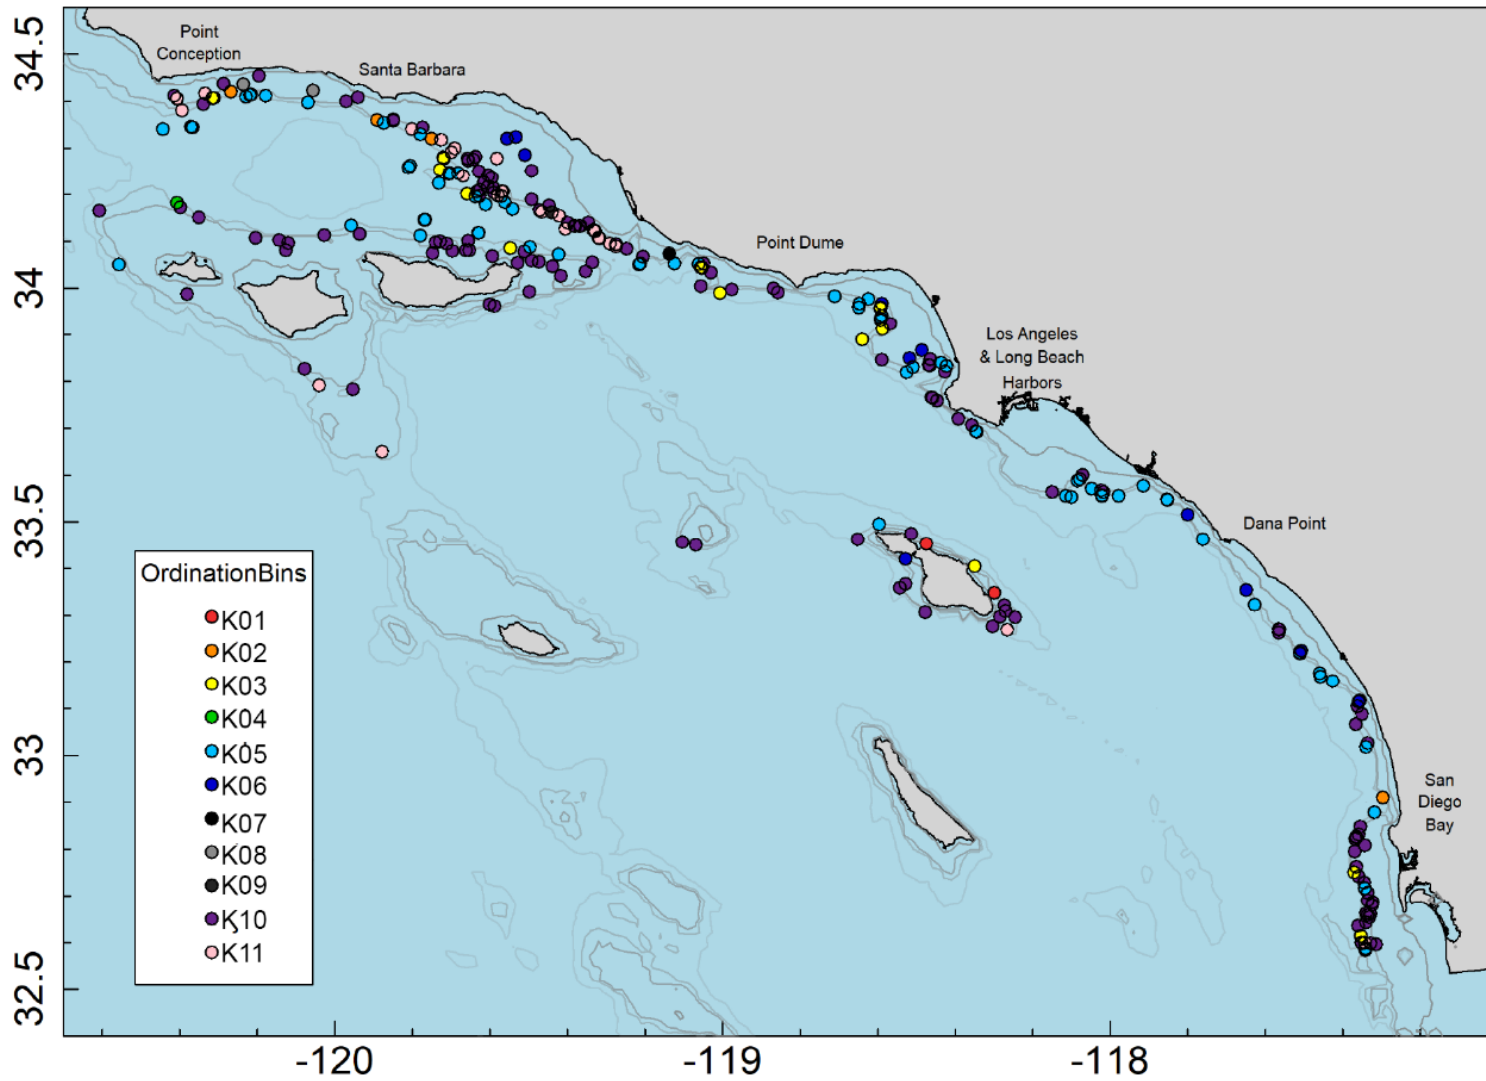 34.5
34
33.5
33
32.5
-120
-119
-118
Point
Conception
Santa Barbara
Point Dume
Los Angeles
& Long Beach
Harbors
Dana Point
San
Diego
Bay
OrdinationBins
K01
K02
K03
K04
K05
K06
K07
K08
K09
K10
K11